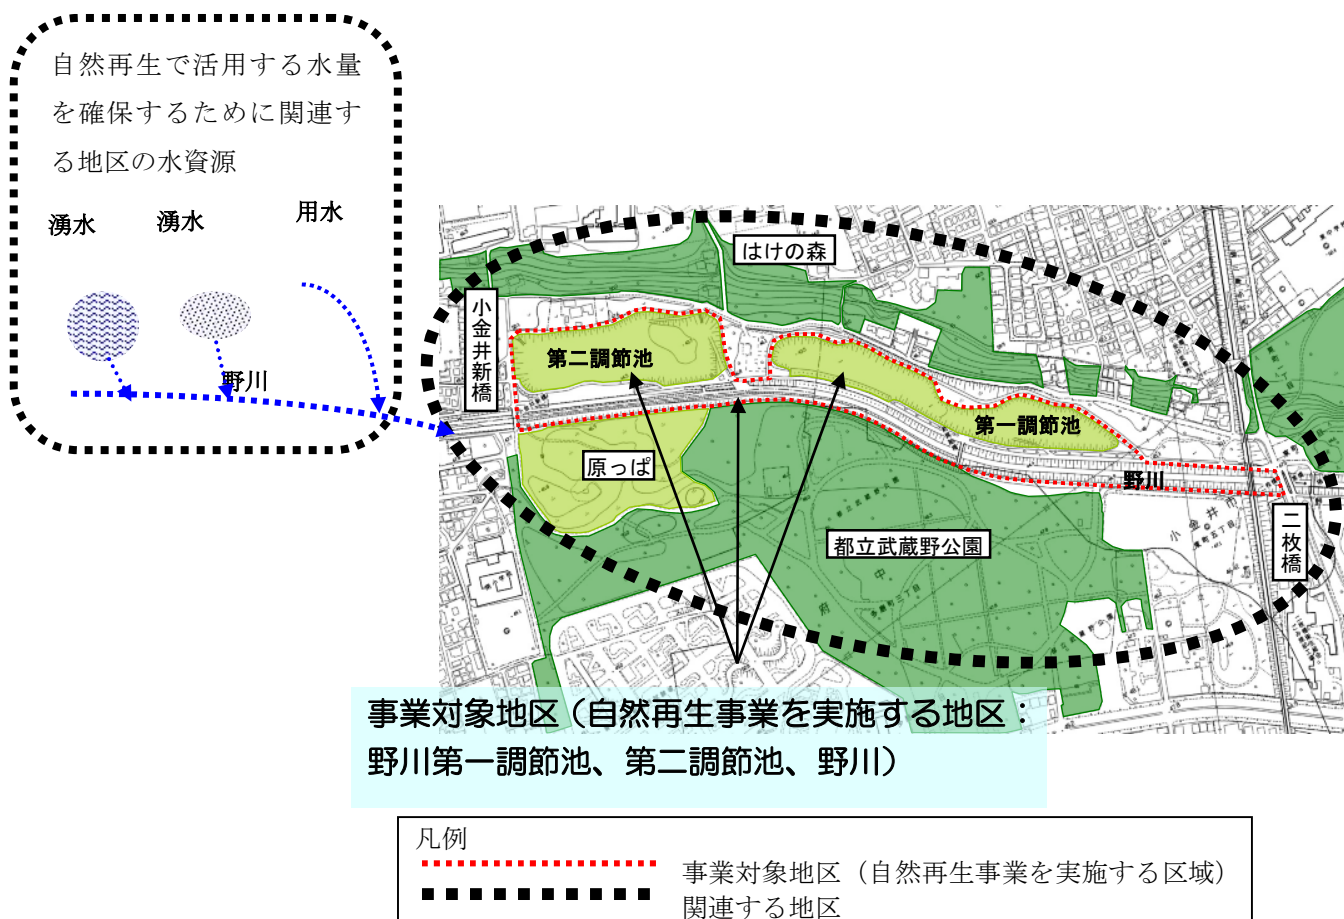 自然再生で活用する水量
を確保するために関連す
る地区の水資源
湧水
湧水
用水
野川
はけの森
小金井新橋
第二調節池
第一調節池
原っぱ
野川
都立武蔵野公園
二枚橋
事業対象地区（自然再生事業を実施する地区：
野川第一調節池、第二調節池、野川）
凡例
事業対象地区（自然再生事業を実施する区域）
関連する地区